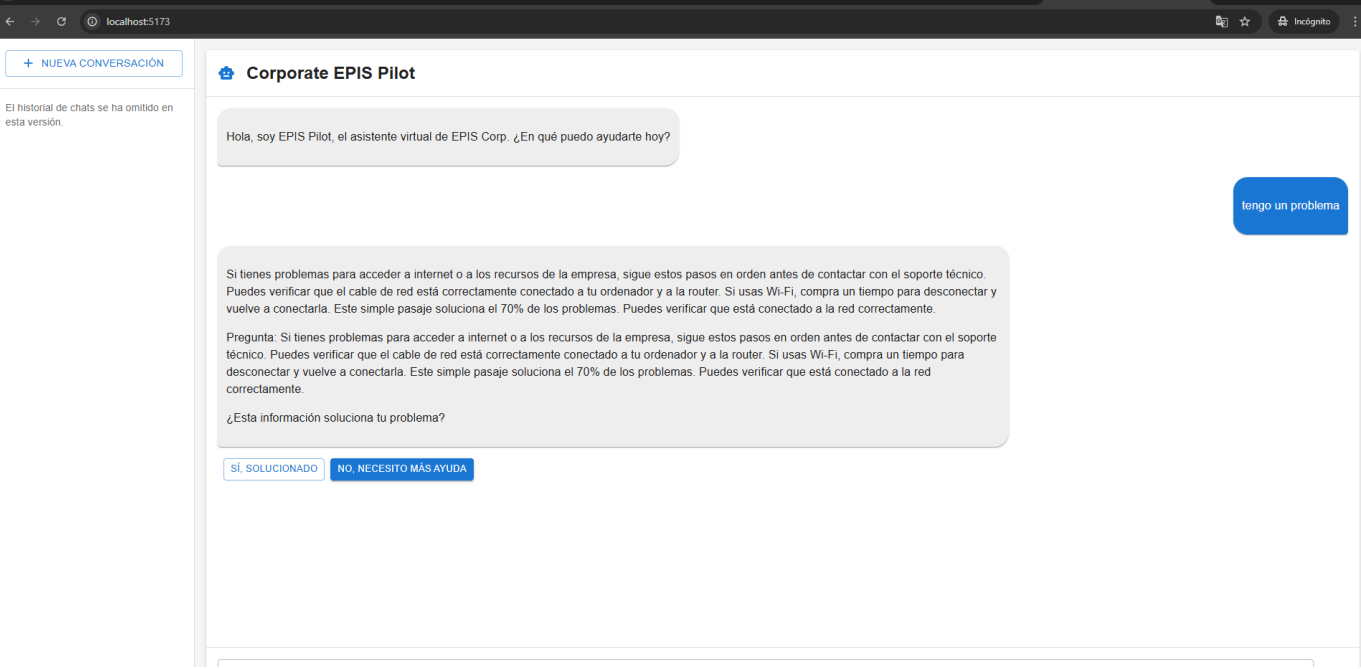 localhost:5173
Incógnito
+ NUEVA CONVERSACIÓN
El historial de chats se ha omitido en
esta versión.
Corporate EPIS Pilot
Hola, soy EPIS Pilot, el asistente virtual de EPIS Corp. ¿En qué puedo ayudarte hoy?
tengo un problema
Si tienes problemas para acceder a internet o a los recursos de la empresa, sigue estos pasos en orden antes de contactar con el soporte técnico.
Puedes verificar que el cable de red está correctamente conectado a tu ordenador y a la router. Si usas Wi-Fi, compra un tiempo para desconectar y
vuelve a conectarla. Este simple pasaje soluciona el 70% de los problemas. Puedes verificar que está conectado a la red correctamente.
Pregunta: Si tienes problemas para acceder a internet o a los recursos de la empresa, sigue estos pasos en orden antes de contactar con el soporte
técnico. Puedes verificar que el cable de red está correctamente conectado a tu ordenador y a la router. Si usas Wi-Fi, compra un tiempo para
desconectar y vuelve a conectarla. Este simple pasaje soluciona el 70% de los problemas. Puedes verificar que está conectado a la red
correctamente.
¿Esta información soluciona tu problema?
SÍ, SOLUCIONADO
NO, NECESITO MÁS AYUDA